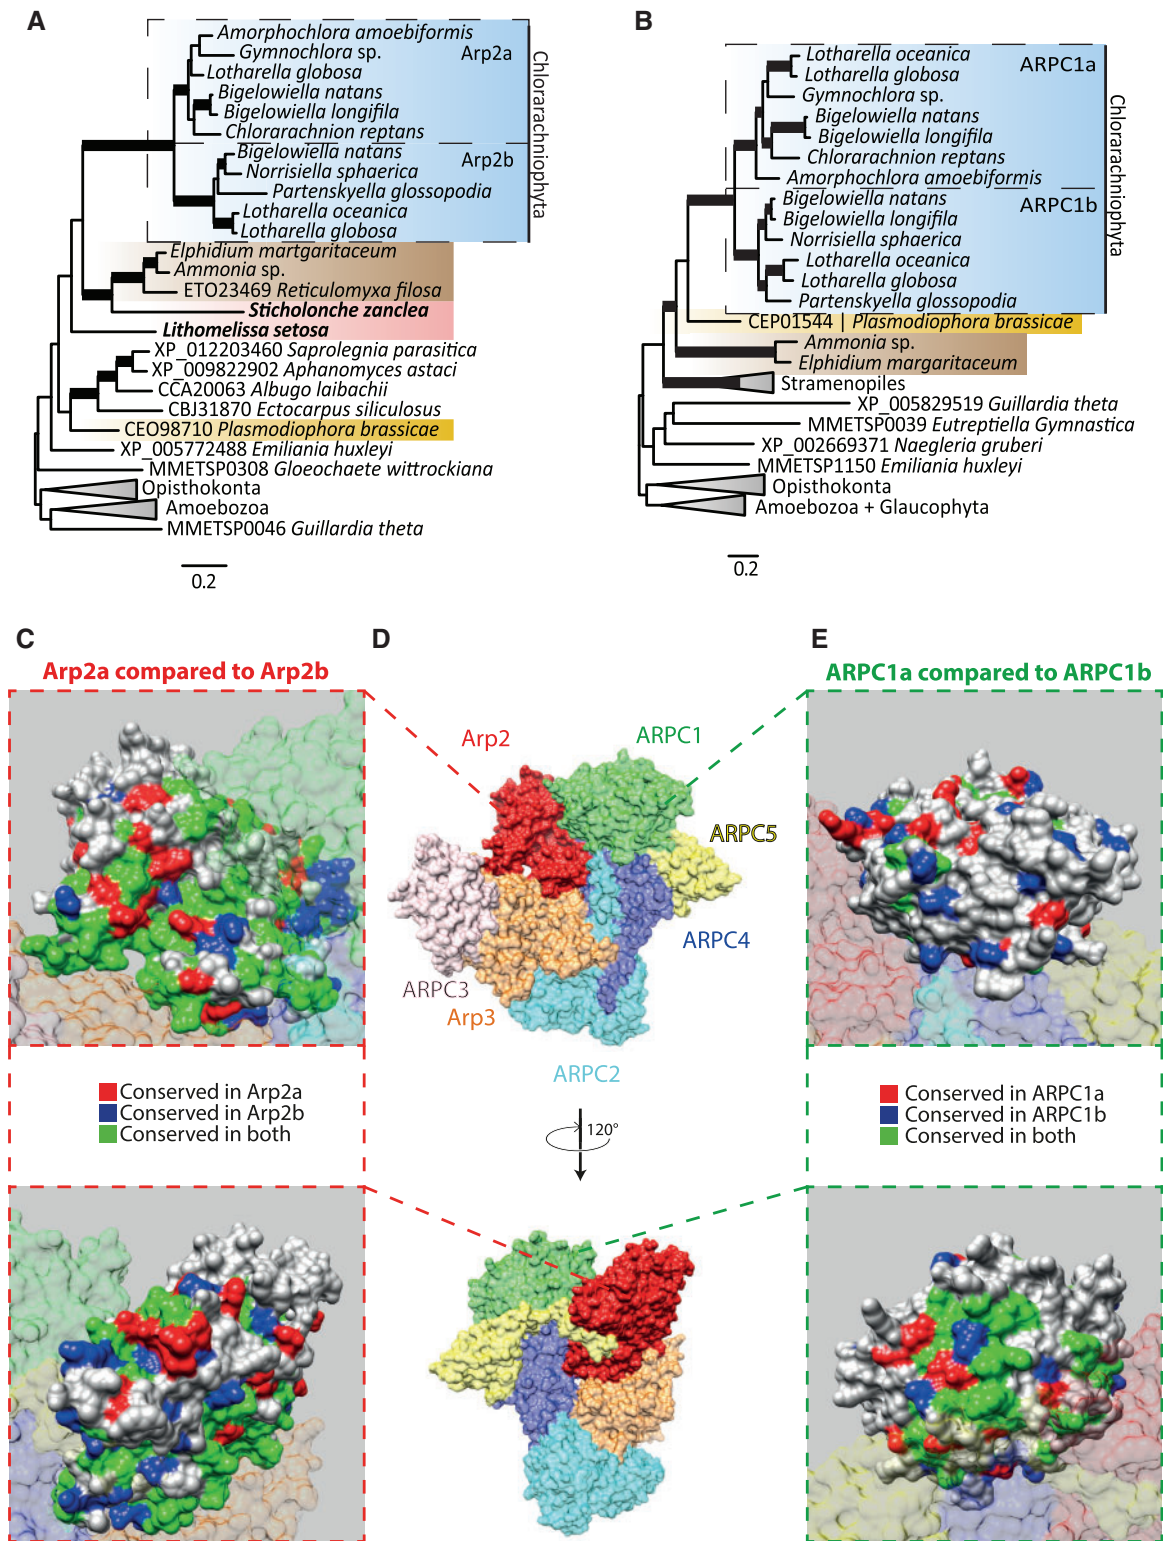 A
Amorphochlora amoebiformis
Gymnochlora sp.
Arp2a
Lotharella globosa
Bigelowiella natans
Bigelowiella longifila
Chlorarachnion reptans
Bigelowiella natans
Arp2b
Norrisiella sphaerica
Partenskyella glossopodia
Lotharella oceanica
Lotharella globosa
Chlorarachniophyta
Elphidium martgaritaceum
Ammonia sp.
ETO23469 Reticulomyxa filosa
Sticholonche zanclea
Lithomelissa setosa
XP_012203460 Saprolegnia parasitica
XP_009822902 Aphanomyces astaci
CCA20063 Albugo laibachii
CBJ31870 Ectocarpus siliculosus
CEO98710 Plasmodiophora brassicae
XP_005772488 Emiliania huxleyi
MMETSP0308 Gloeochaete wittrockiana
Opisthokonta
Amoebozoa
MMETSP0046 Guillardia theta
0.2
B
Lotharella oceanica
ARPC1a
Lotharella globosa
Gymnochlora sp.
Bigelowiella natans
Bigelowiella longifila
Chlorarachnion reptans
Amorphochlora amoebiformis
Bigelowiella natans
ARPC1b
Bigelowiella longifila
Norrisiella sphaerica
Lotharella oceanica
Lotharella globosa
Partenskyella glossopodia
Chlorarachniophyta
CEP01544 | Plasmodiophora brassicae
Ammonia sp.
Elphidium margaritaceum
Stramenopiles
XP_005829519 Guillardia theta
MMETSP0039 Eutreptiella Gymnastica
XP_002669371 Naegleria gruberi
MMETSP1150 Emiliania huxleyi
Opisthokonta
Amoebozoa + Glaucophyta
0.2
C
Arp2a compared to Arp2b
Conserved in Arp2a
Conserved in Arp2b
Conserved in both
D
Arp2
ARPC1
ARPC5
ARPC4
ARPC3
Arp3
ARPC2
120°
E
ARPC1a compared to ARPC1b
Conserved in ARPC1a
Conserved in ARPC1b
Conserved in both